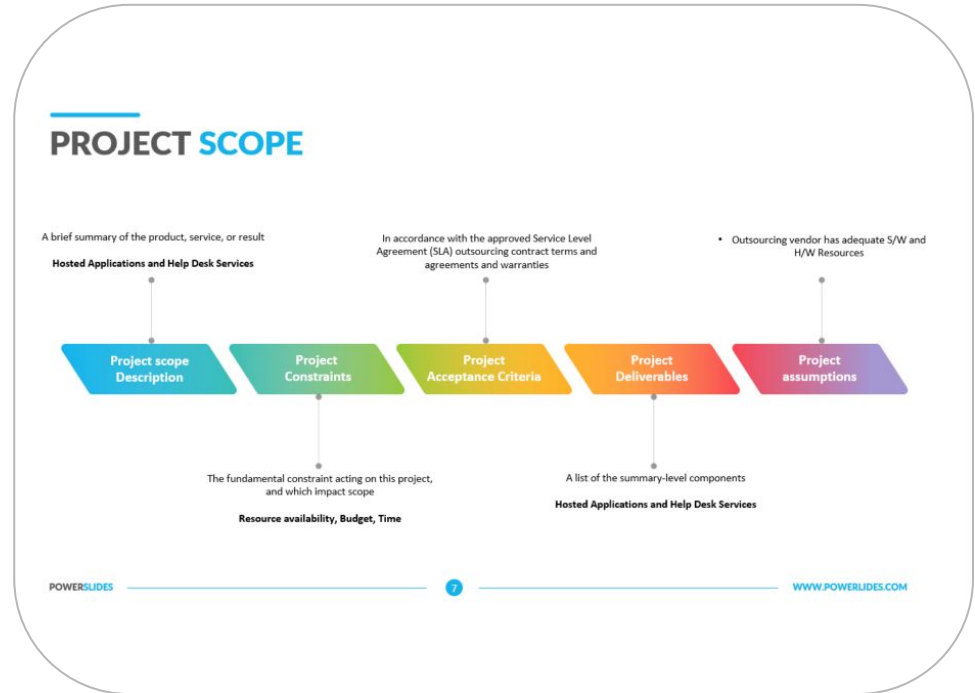 PROJECT SCOPE
A brief summary of the product, service, or result
Hosted Applications and Help Desk Services
In accordance with the approved Service Level
Agreement (SLA) outsourcing contract terms and
agreements and warranties
• Outsourcing vendor has adequate S/W and
H/W Resources
Project scope
Description
Project
Constraints
Project
Acceptance Criteria
Project
Deliverables
Project
assumptions
The fundamental constraint acting on this project,
and which impact scope
Resource availability, Budget, Time
A list of the summary-level components
Hosted Applications and Help Desk Services
POWERSLIDES
7
WWW.POWERLIDES.COM